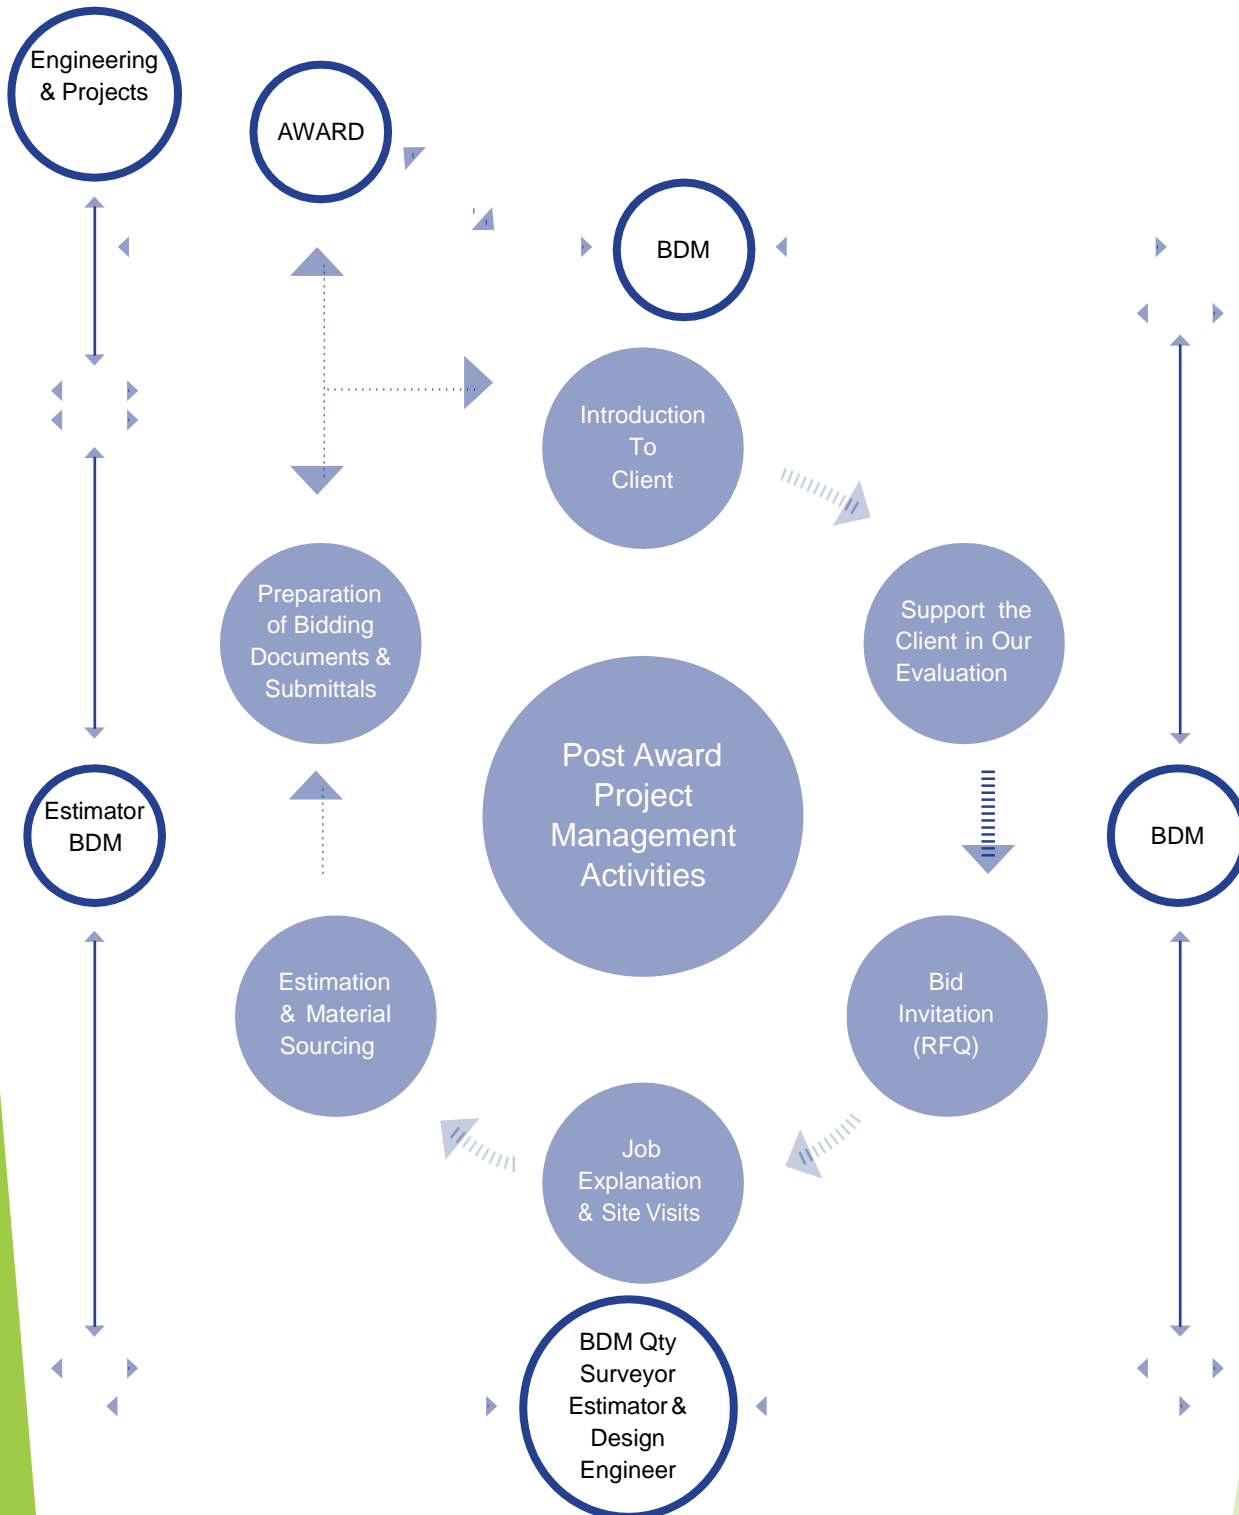 Engineering
& Projects
AWARD
BDM
Introduction
To
Client
Preparation
of Bidding
Documents &
Submittals
Support the
Client in Our
Evaluation
Post Award
Project
Management
Activities
Estimator
BDM
BDM
Estimation
& Material
Sourcing
Bid
Invitation
(RFQ)
Job
Explanation
& Site Visits
BDM Qty
Surveyor
Estimator &
Design
Engineer